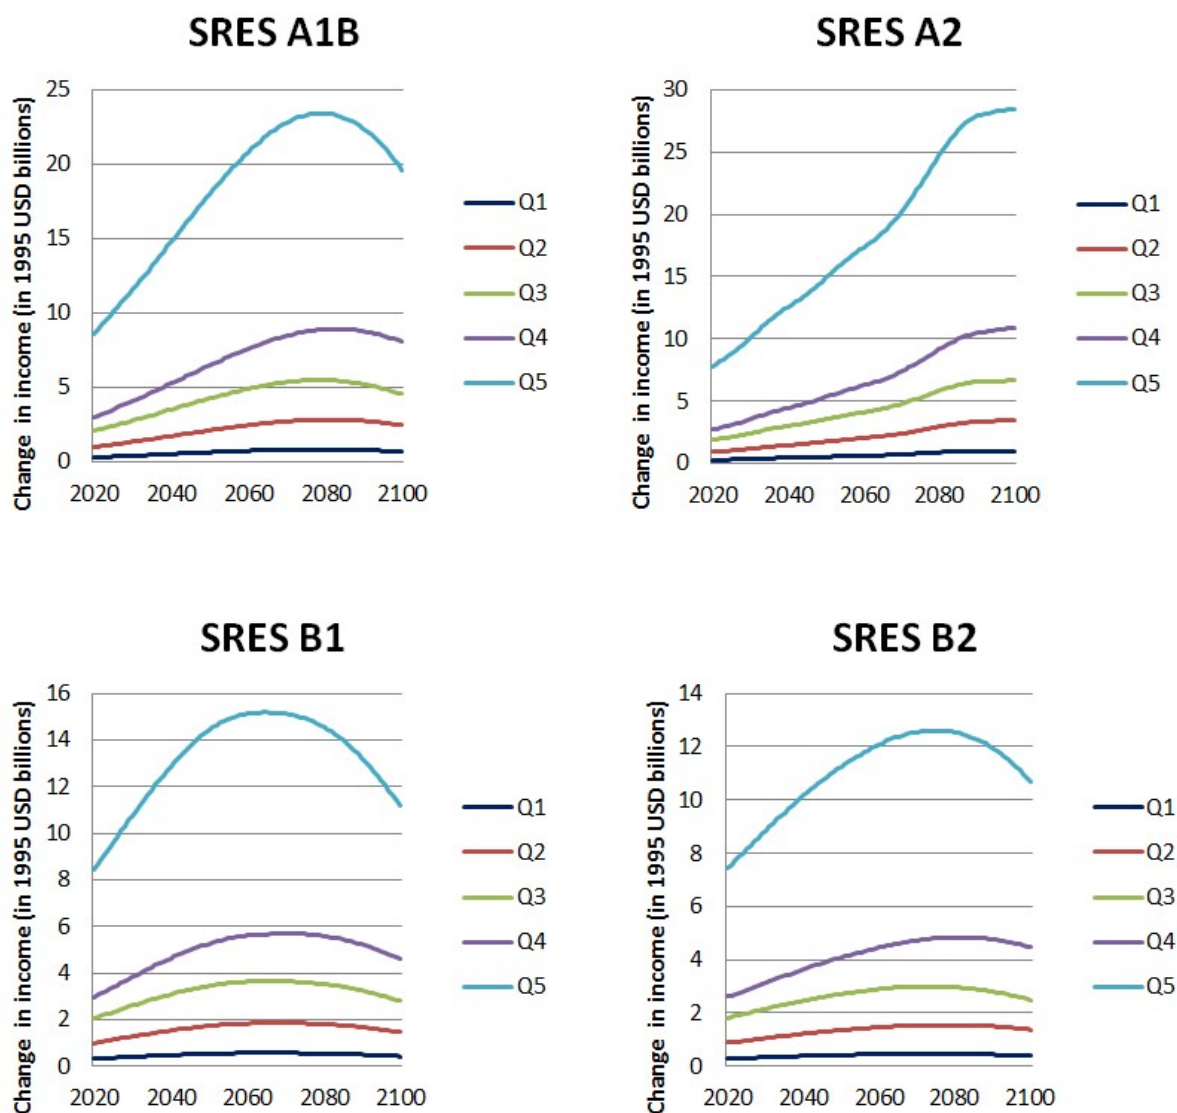 SRES A1B
Change in income (in 1995 USD billions)
25
20
15
10
5
0
2020 2040 2060 2080 2100
Q1
Q2
Q3
Q4
Q5
SRES A2
Change in income (in 1995 USD billions)
30
25
20
15
10
5
0
2020 2040 2060 2080 2100
Q1
Q2
Q3
Q4
Q5
SRES B1
Change in income (in 1995 USD billions)
16
14
12
10
8
6
4
2
0
2020 2040 2060 2080 2100
Q1
Q2
Q3
Q4
Q5
SRES B2
Change in income (in 1995 USD billions)
14
12
10
8
6
4
2
0
2020 2040 2060 2080 2100
Q1
Q2
Q3
Q4
Q5